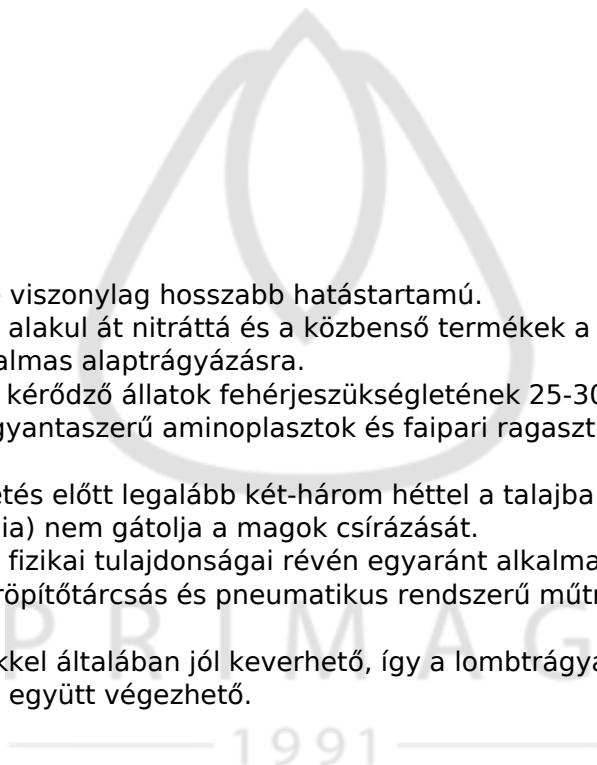 viszonylag hosszabb hatástartamú.
alakul át nitráttá és a közbenső termékek a
almas alaptrágyázásra.
kérődző állatok fehérjeszükségletének 25-30
gyantaszerű aminoplasztok és faipari ragaszt
etés előtt legalább két-három héttel a talajba
ia) nem gátolja a magok csírázását.
fizikai tulajdonságai révén egyaránt alkalma
röpítőtárcsás és pneumatikus rendszerű műtr
kkel általában jól keverhető, így a lombtrágya
együtt végezhető.
PRIMAG
1991